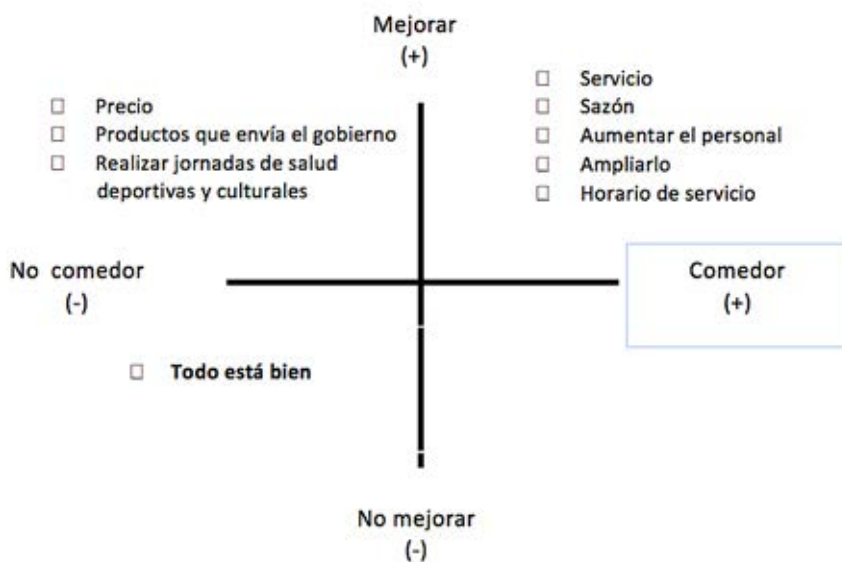 Mejorar
(+)
Precio
Productos que envía el gobierno
Realizar jornadas de salud
deportivas y culturales
Servicio
Sazón
Aumentar el personal
Ampliarlo
Horario de servicio
No comedor
(-)
Comedor
(+)
Todo está bien
No mejorar
(-)